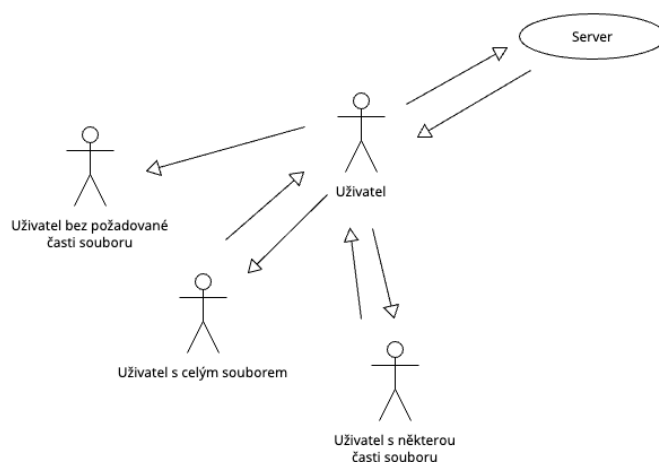 Server
Uživatel
Uživatel bez požadované
časti souboru
Uživatel s celým souborem
Uživatel s některou
časti souboru